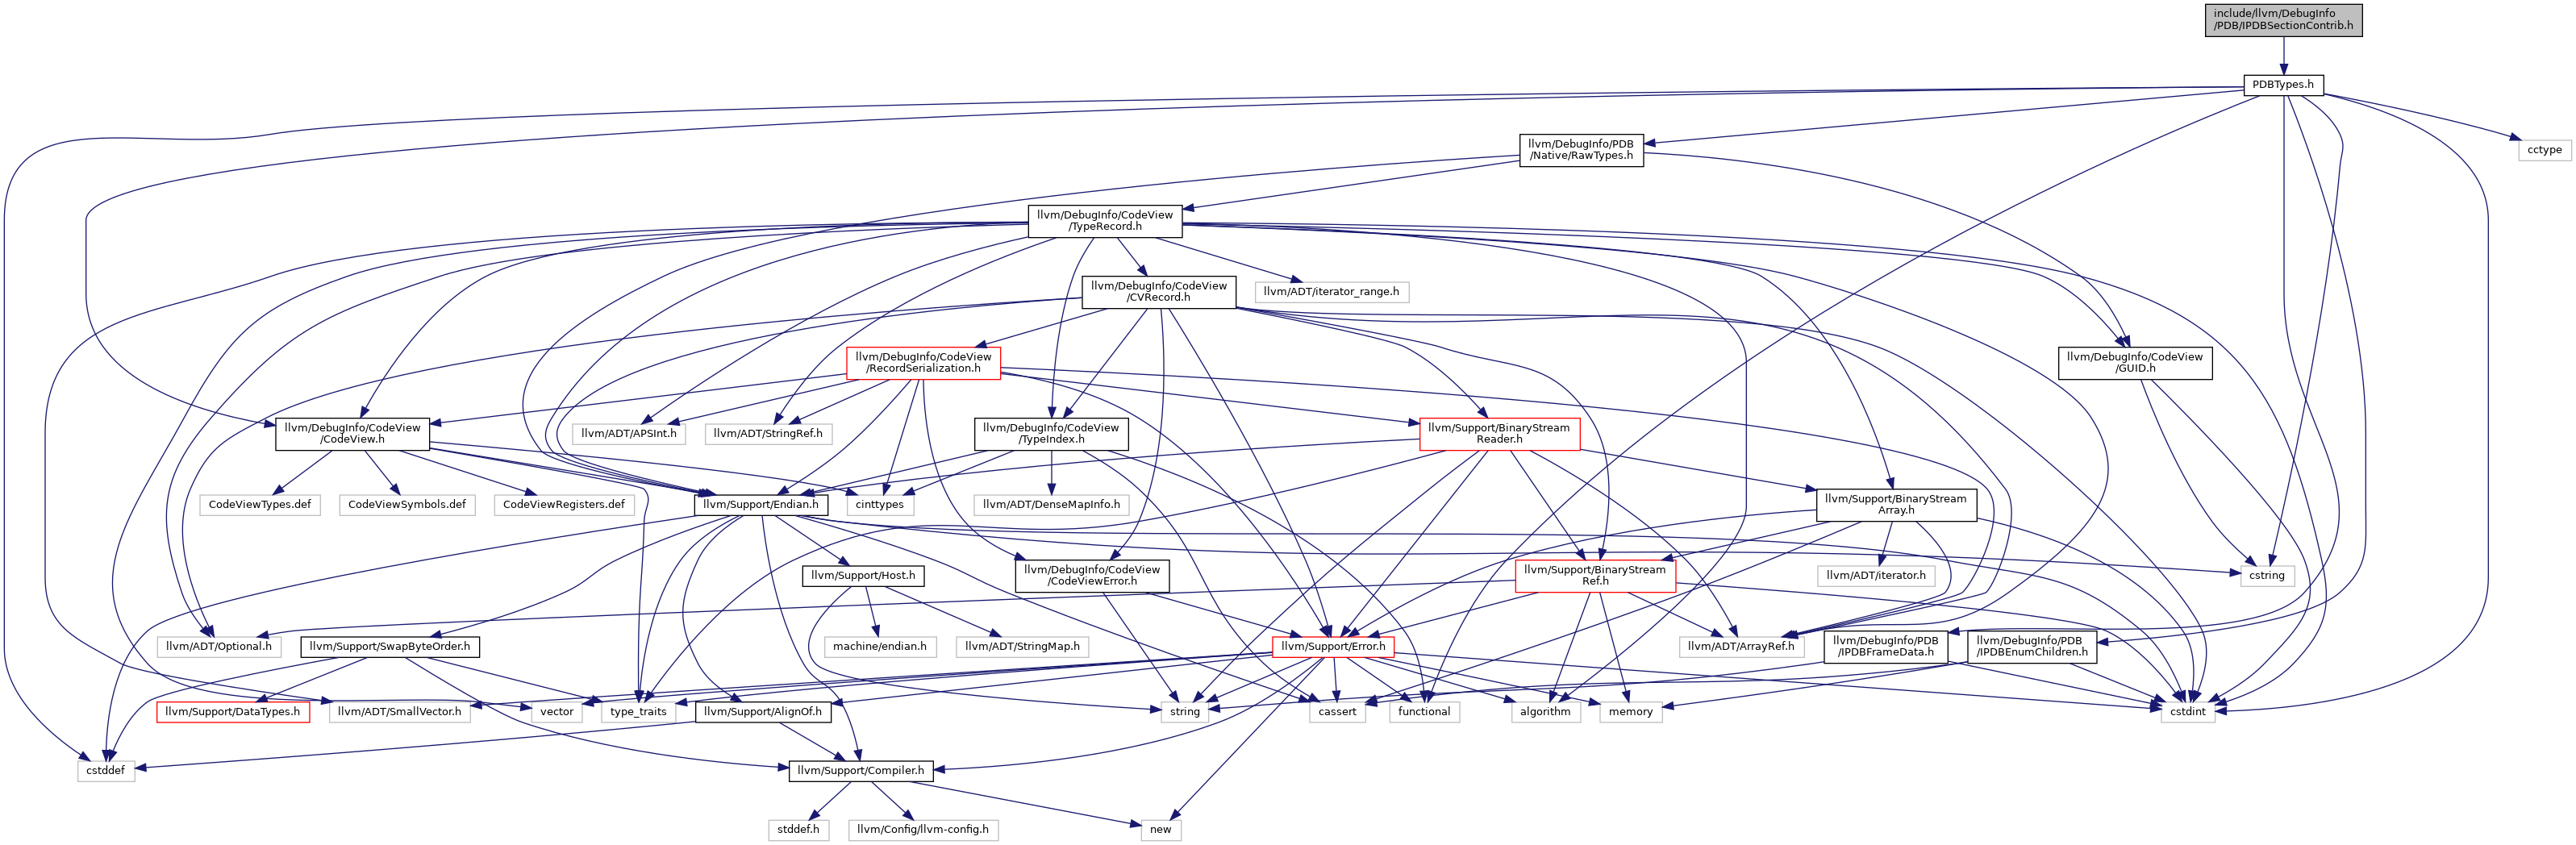 include/llvm/DebugInfo
/PDB/IPDBSectionContrib.h
PDBTypes.h
llvm/DebugInfo/PDB
/Native/RawTypes.h
cctype
llvm/DebugInfo/CodeView
/TypeRecord.h
llvm/DebugInfo/CodeView
/CVRecord.h
llvm/ADT/iterator_range.h
llvm/DebugInfo/CodeView
/RecordSerialization.h
llvm/DebugInfo/CodeView
/GUID.h
llvm/DebugInfo/CodeView
/CodeView.h
llvm/ADT/APSInt.h
llvm/ADT/StringRef.h
llvm/DebugInfo/CodeView
/TypeIndex.h
llvm/Support/BinaryStream
Reader.h
CodeViewTypes.def
CodeViewSymbols.def
CodeViewRegisters.def
llvm/Support/Endian.h
cinttypes
llvm/ADT/DenseMapInfo.h
llvm/Support/BinaryStream
Array.h
llvm/Support/Host.h
llvm/DebugInfo/CodeView
/CodeViewError.h
llvm/Support/BinaryStream
Ref.h
llvm/ADT/iterator.h
cstring
llvm/ADT/Optional.h
llvm/Support/SwapByteOrder.h
machine/endian.h
llvm/ADT/StringMap.h
llvm/Support/Error.h
llvm/ADT/ArrayRef.h
llvm/DebugInfo/PDB
/IPDBFrameData.h
llvm/DebugInfo/PDB
/IPDBEnumChildren.h
llvm/Support/DataTypes.h
llvm/ADT/SmallVector.h
vector
type_traits
llvm/Support/AlignOf.h
string
cassert
functional
algorithm
memory
cstdint
cstddef
llvm/Support/Compiler.h
stddef.h
llvm/Config/llvm-config.h
new